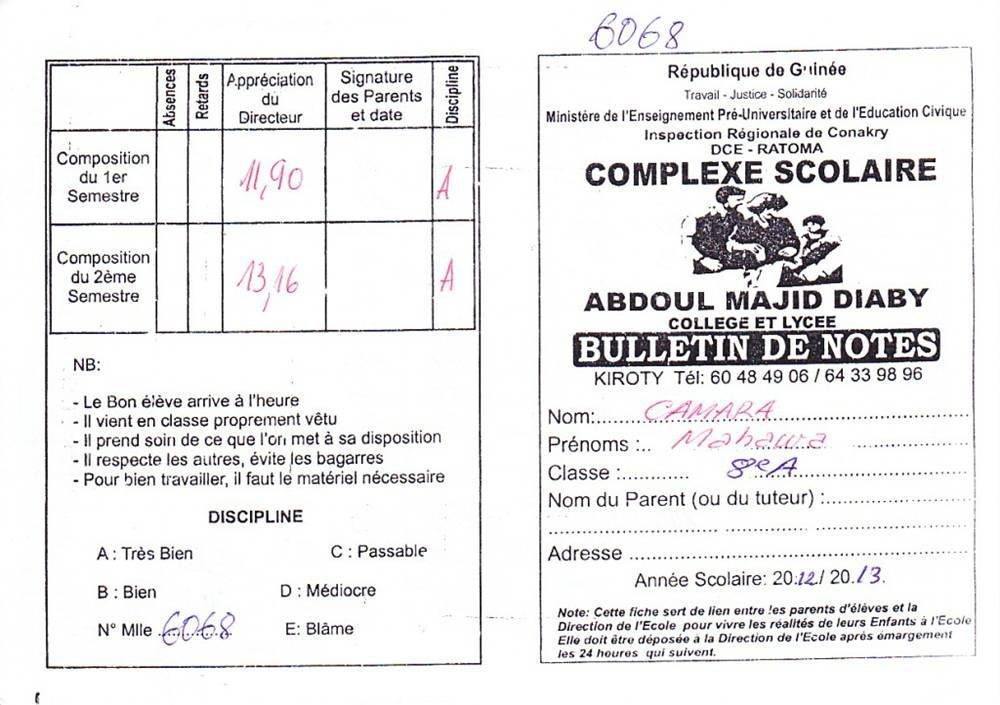 Absences
Retards
Appréciation
du
Directeur
Signature
des Parents
et date
Discipline
Composition
du 1er
Semestre
11,90
A
Composition
du 2ème
Semestre
13,16
A
NB:
- Le Bon élève arrive à l'heure
- Il vient en classe proprement vêtu
- Il prend soin de ce que l'on met à sa disposition
- Il respecte les autres, évite les bagarres
- Pour bien travailler, il faut le matériel nécessaire
DISCIPLINE
A : Très Bien C : Passable
B : Bien D : Médiocre
N° Mlle 6068 E: Blâme
6068
République de Guinée
Travail - Justice - Solidarité
Ministère de l'Enseignement Pré-Universitaire et de l'Education Civique
Inspection Régionale de Conakry
DCE - RATOMA
COMPLEXE SCOLAIRE
ABDOUL MAJID DIABY
COLLEGE ET LYCEE
BULLETIN DE NOTES
KIROTY Tél: 60 48 49 06 / 64 33 98 96
Nom:......CAMARA......
Prénoms :.. Mahawa ......
Classe :............8eA......
Nom du Parent (ou du tuteur) :......
Adresse ......
Année Scolaire: 2012/ 2013.
Note: Cette fiche sert de lien entre les parents d'élèves et la
Direction de l'Ecole pour vivre les réalités de leurs Enfants à l'Ecole
Elle doit être déposée à la Direction de l'Ecole après émargement
les 24 heures qui suivent.